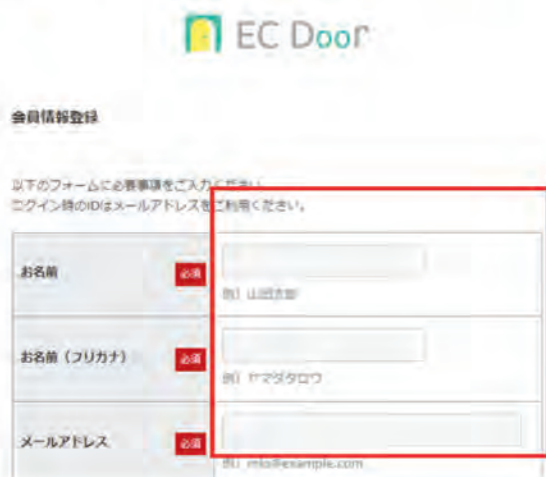 EC Door
会員情報登録
以下のフォームに必要事項をご入力ください。
ログイン時のIDはメールアドレスをご利用ください。
お名前 必須
例）山田太郎
お名前（フリガナ） 必須
例）ヤマダタロウ
メールアドレス 必須